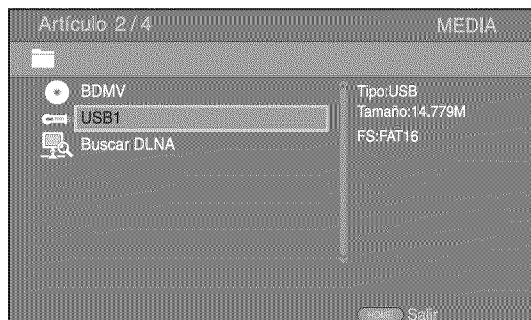 Artículo 2/4 MEDIA
BDMV
USB1
Buscar DLNA
Tipo:USB
Tamaño:14.779M
FS:FAT16
HOME Salir